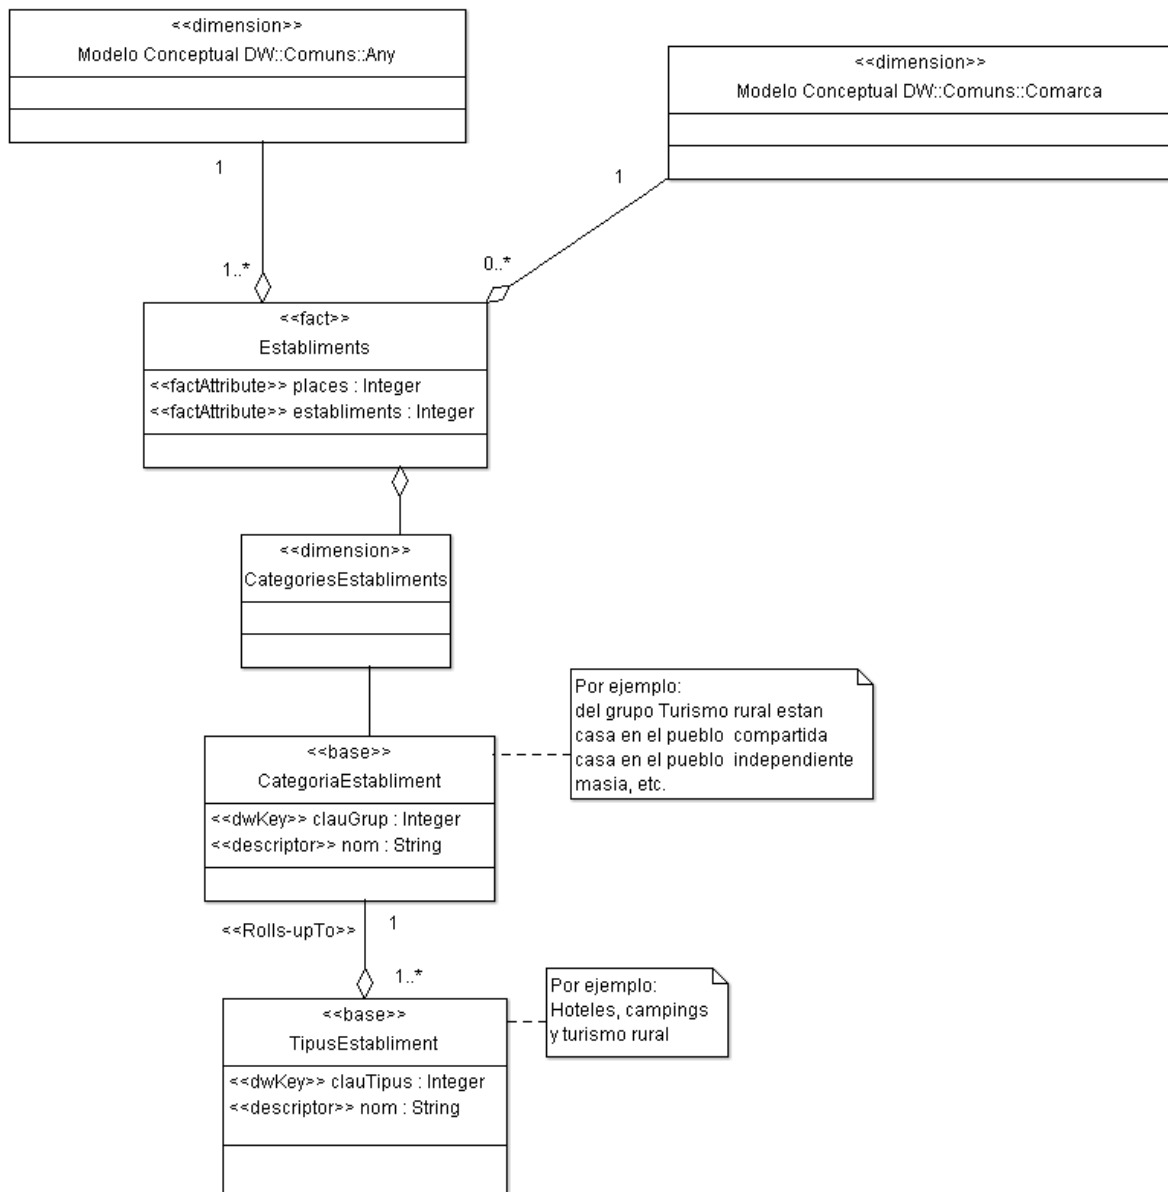 <<dimension>>
Modelo Conceptual DW::Comuns::Any
<<dimension>>
Modelo Conceptual DW::Comuns::Comarca
1
1
1..*
0..*
<<fact>>
Establiments
<<factAttribute>> places : Integer
<<factAttribute>> establiments : Integer
<<dimension>>
CategoriesEstabliments
Por ejemplo:
del grupo Turismo rural estan
casa en el pueblo  compartida
casa en el pueblo  independiente
masia, etc.
<<base>>
CategoriaEstabliment
<<dwKey>> clauGrup : Integer
<<descriptor>> nom : String
<<Rolls-upTo>>
1
1..*
Por ejemplo:
Hoteles, campings
y turismo rural
<<base>>
TipusEstabliment
<<dwKey>> clauTipus : Integer
<<descriptor>> nom : String